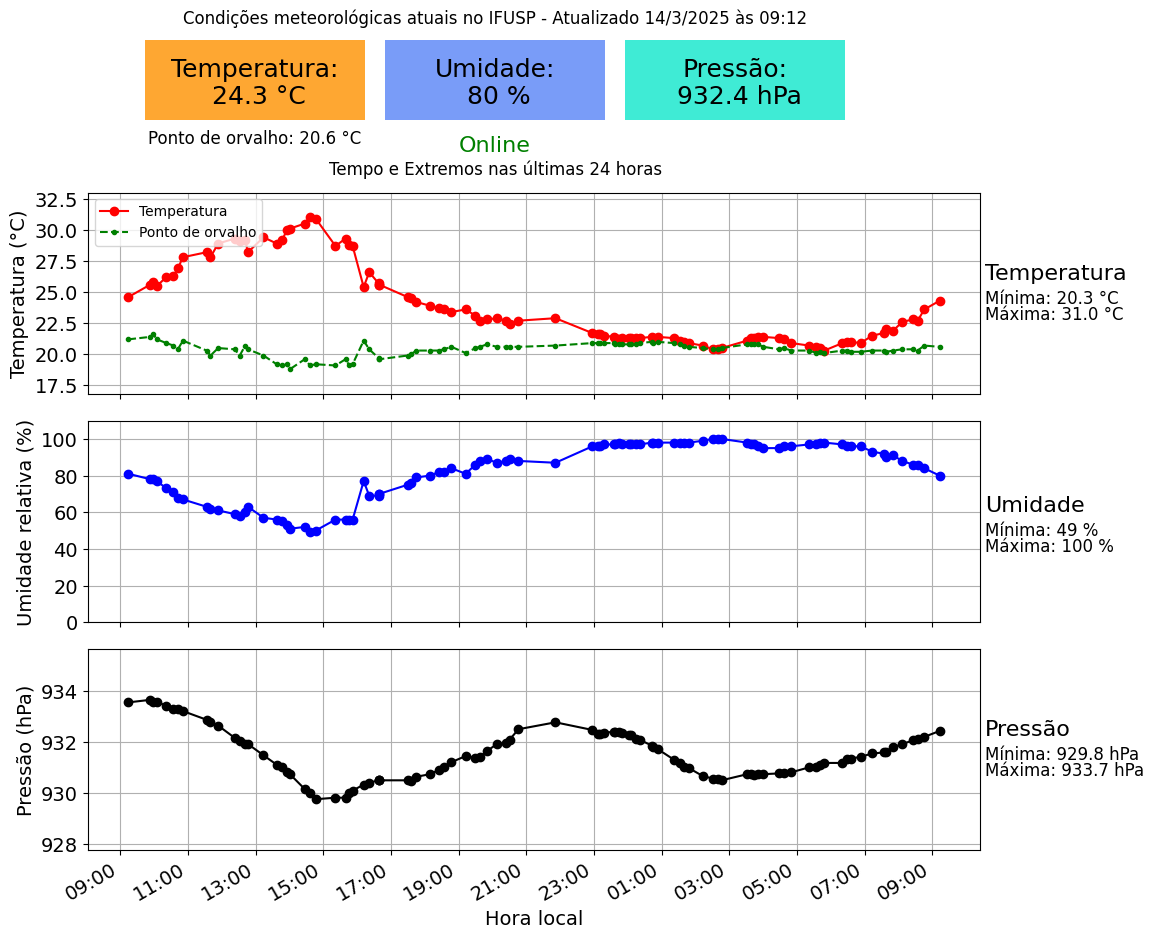 Condições meteorológicas atuais no IFUSP - Atualizado 14/3/2025 às 09:12
Temperatura:
24.3 °C
Umidade:
80 %
Pressão:
932.4 hPa
Ponto de orvalho: 20.6 °C
Online
Tempo e Extremos nas últimas 24 horas
Temperatura (°C)
32.5
30.0
27.5
25.0
22.5
20.0
17.5
Temperatura
Ponto de orvalho
Temperatura
Mínima: 20.3 °C
Máxima: 31.0 °C
Umidade relativa (%)
100
80
60
40
20
0
Umidade
Mínima: 49 %
Máxima: 100 %
Pressão (hPa)
934
932
930
928
Pressão
Mínima: 929.8 hPa
Máxima: 933.7 hPa
09:00
11:00
13:00
15:00
17:00
19:00
21:00
23:00
01:00
03:00
05:00
07:00
09:00
Hora local